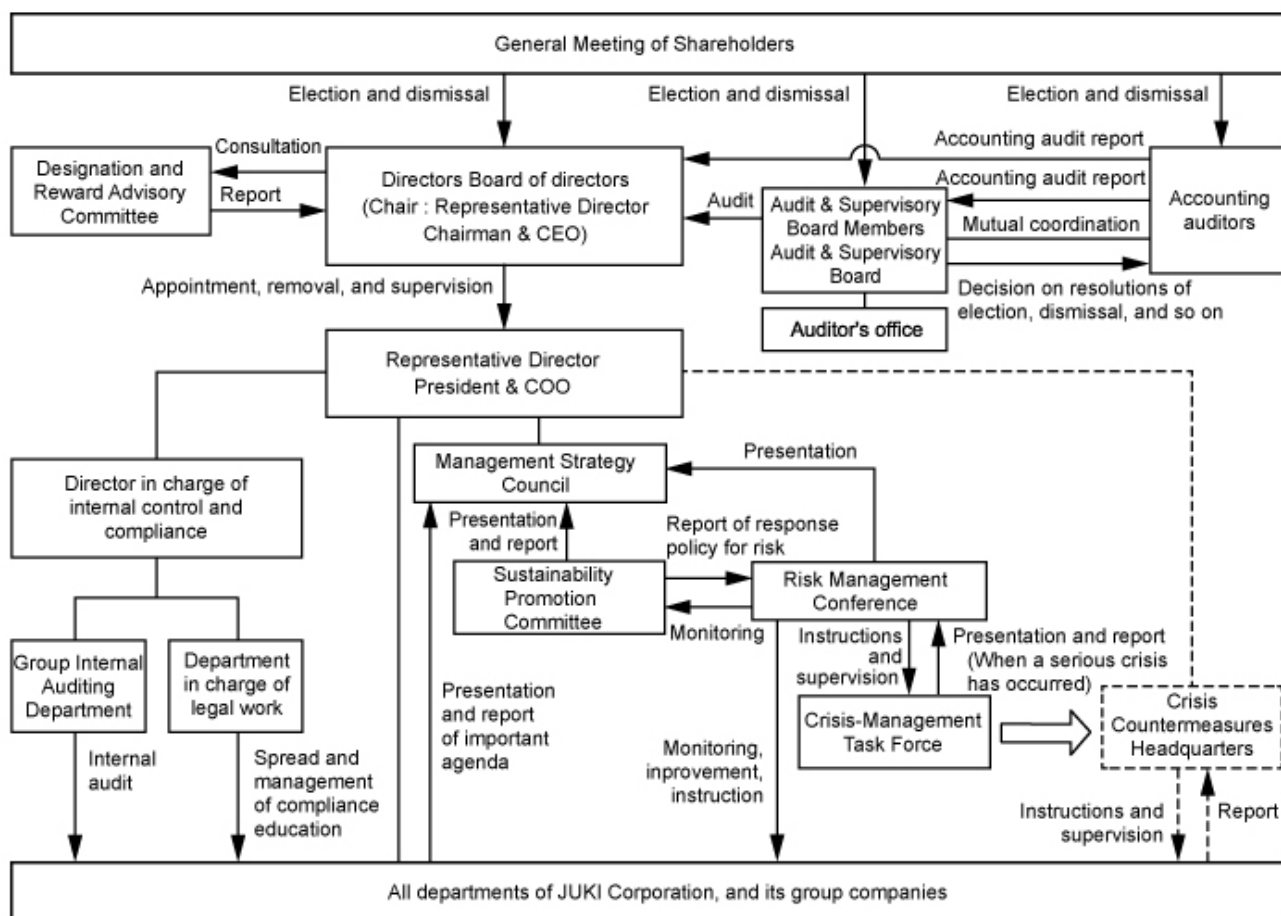 General Meeting of Shareholders
Election and dismissal
Election and dismissal
Election and dismissal
Consultation
Accounting audit report
Designation and
Reward Advisory
Committee
Report
Directors Board of directors
(Chair : Representative Director
Chairman & CEO)
Audit
Audit & Supervisory
Board Members
Audit & Supervisory
Board
Accounting audit report
Mutual coordination
Accounting
auditors
Decision on resolutions of
election, dismissal, and so on
Auditor's office
Appointment, removal, and supervision
Representative Director
President & COO
Director in charge of
internal control and
compliance
Management Strategy
Council
Presentation
Presentation
and report
Report of response
policy for risk
Sustainability
Promotion
Committee
Risk Management
Conference
Monitoring
Instructions
and
supervision
Presentation and report
(When a serious crisis
has occurred)
Group Internal
Auditing
Department
Department
in charge of
legal work
Presentation
and report
of important
agenda
Crisis-Management
Task Force
Crisis
Countermeasures
Headquarters
Internal
audit
Spread and
management
of compliance
education
Monitoring,
inprovement,
instruction
Instructions and
supervision
Report
All departments of JUKI Corporation, and its group companies